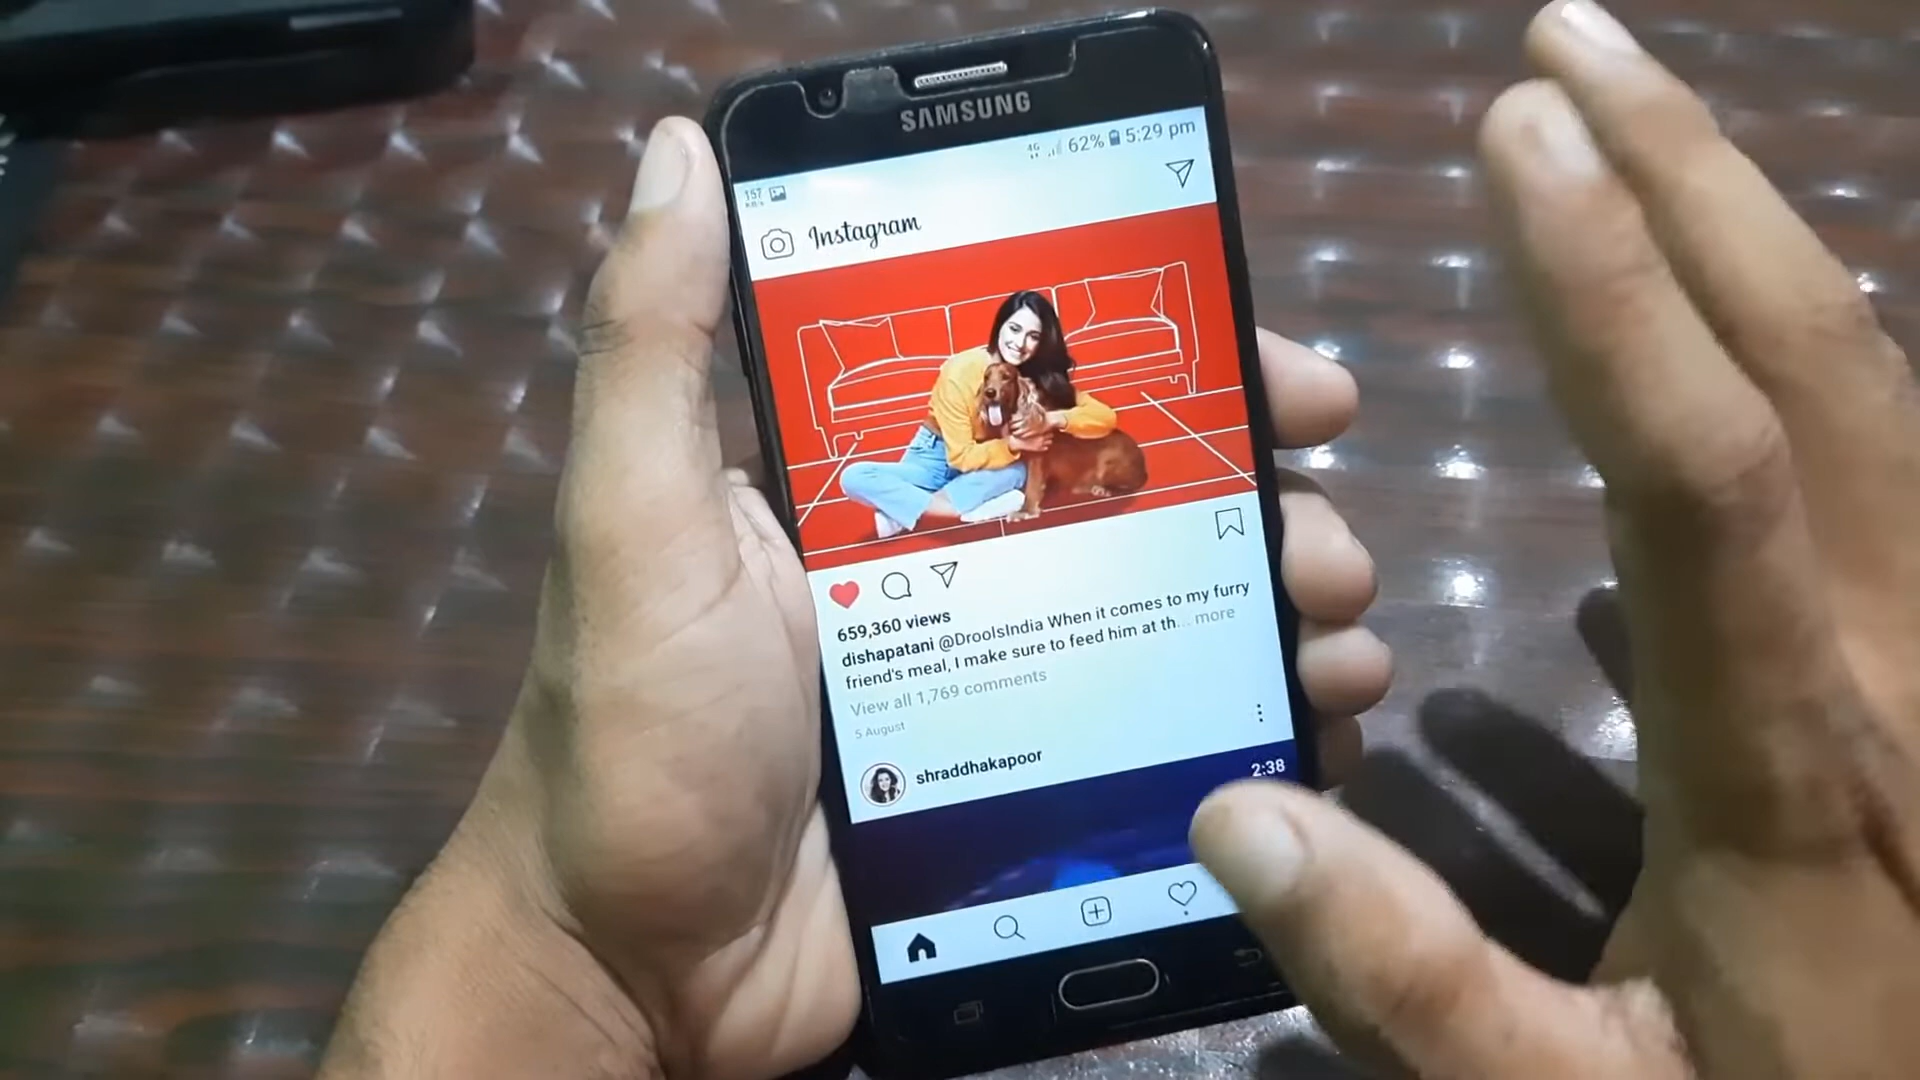 SAMSUNG
4G 62% 5:29 pm
157
Instagram
659,360 views
dishapatani @DroolsIndia When it comes to my furry
friend's meal, I make sure to feed him at th... more
View all 1,769 comments
5 August
shraddhakapoor
2:38